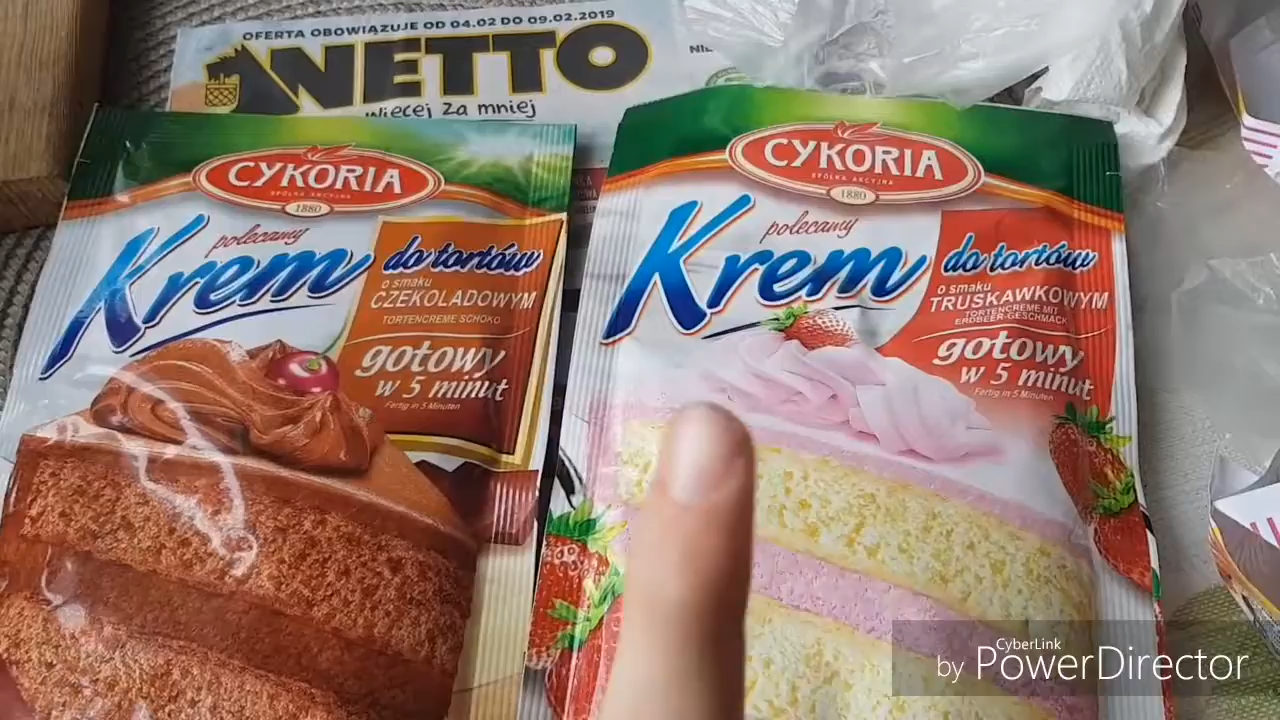 OFERTA OBOWIĄZUJE OD 04.02 DO 09.02.2019
NETTO
więcej za mniej
CYKORIA
SPÓŁKA AKCYJNA
1880
polecamy
Krem
do tortów
o smaku
CZEKOLADOWYM
TORTENCREME SCHOKO
gotowy
w 5 minut
Fertig in 5 Minuten
CYKORIA
SPÓŁKA AKCYJNA
1880
polecamy
Krem
do tortów
o smaku
TRUSKAWKOWYM
TORTENCREME MIT
ERDBEER-GESCHMACK
gotowy
w 5 minut
Fertig in 5 Minuten
CyberLink
by PowerDirector